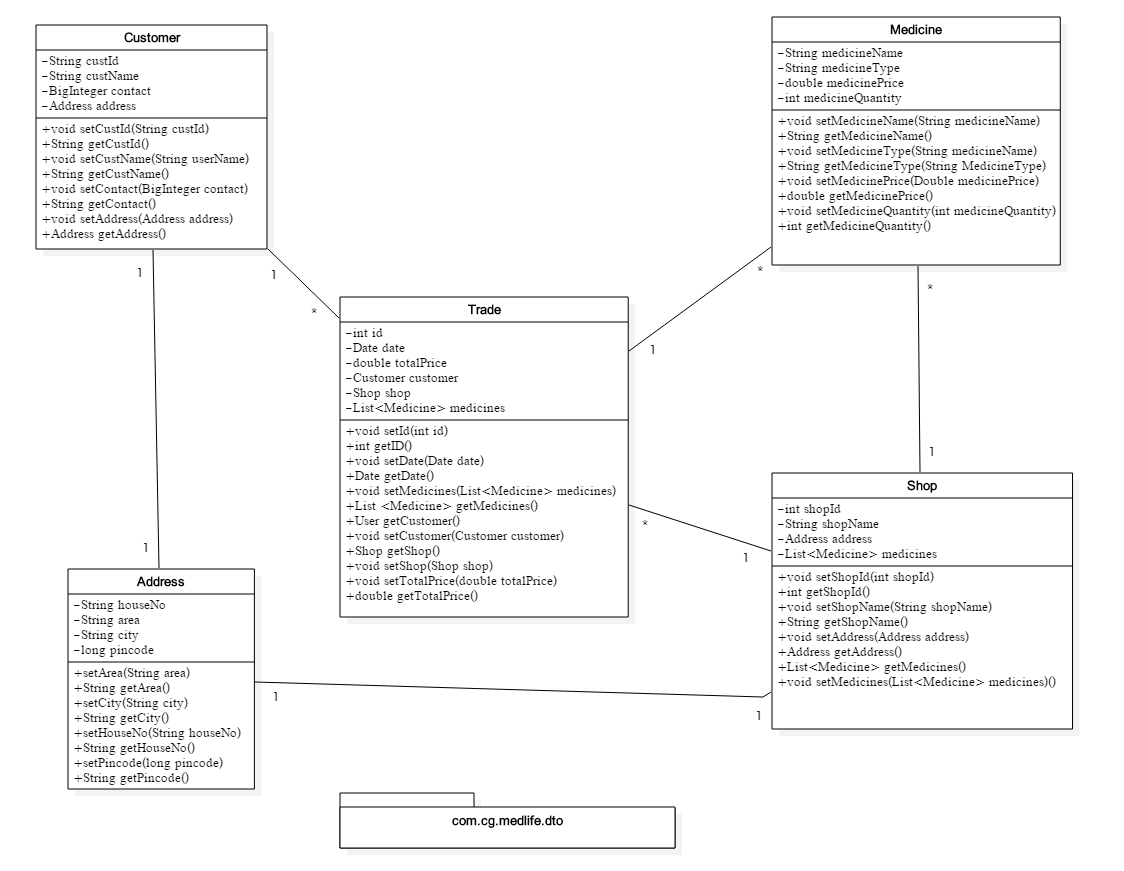 Customer
-String custId
-String custName
-BigInteger contact
-Address address
+void setCustId(String custId)
+String getCustId()
+void setCustName(String userName)
+String getCustName()
+void setContact(BigInteger contact)
+String getContact()
+void setAddress(Address address)
+Address getAddress()
Medicine
-String medicineName
-String medicineType
-double medicinePrice
-int medicineQuantity
+void setMedicineName(String medicineName)
+String getMedicineName()
+void setMedicineType(String medicineName)
+String getMedicineType(String MedicineType)
+void setMedicinePrice(Double medicinePrice)
+double getMedicinePrice()
+void setMedicineQuantity(int medicineQuantity)
+int getMedicineQuantity()
1
1
*
*
1
*
Trade
-int id
-Date date
-double totalPrice
-Customer customer
-Shop shop
-List<Medicine> medicines
+void setId(int id)
+int getID()
+void setDate(Date date)
+Date getDate()
+void setMedicines(List<Medicine> medicines)
+List <Medicine> getMedicines()
+User getCustomer()
+void setCustomer(Customer customer)
+Shop getShop()
+void setShop(Shop shop)
+void setTotalPrice(double totalPrice)
+double getTotalPrice()
1
*
1
1
Shop
-int shopId
-String shopName
-Address address
-List<Medicine> medicines
+void setShopId(int shopId)
+int getShopId()
+void setShopName(String shopName)
+String getShopName()
+void setAddress(Address address)
+Address getAddress()
+List<Medicine> getMedicines()
+void setMedicines(List<Medicine> medicines)()
Address
-String houseNo
-String area
-String city
-long pincode
+setArea(String area)
+String getArea()
+setCity(String city)
+String getCity()
+setHouseNo(String houseNo)
+String getHouseNo()
+setPincode(long pincode)
+String getPincode()
1
1
com.cg.medlife.dto